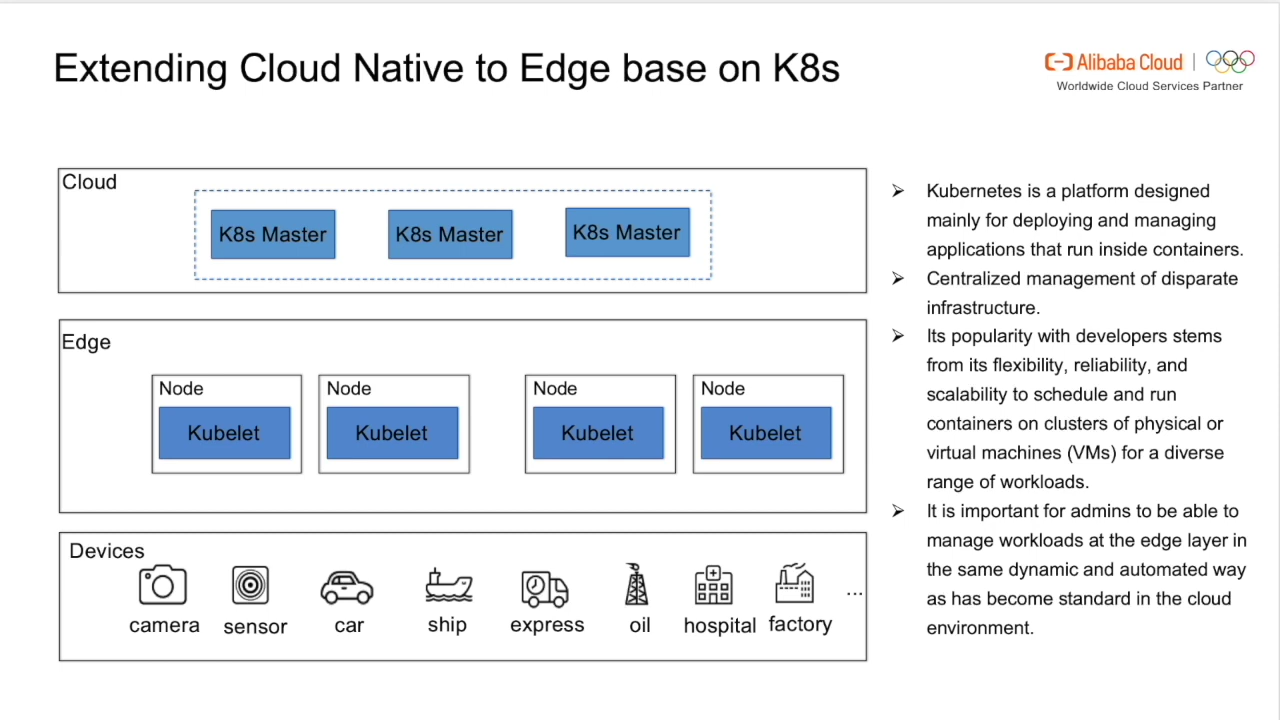 Extending Cloud Native to Edge base on K8s
Alibaba Cloud
Worldwide Cloud Services Partner
Cloud
K8s Master
K8s Master
K8s Master
Edge
Node
Kubelet
Node
Kubelet
Node
Kubelet
Node
Kubelet
Devices
camera
sensor
car
ship
express
oil
hospital
factory
...
Kubernetes is a platform designed
mainly for deploying and managing
applications that run inside containers.
Centralized management of disparate
infrastructure.
Its popularity with developers stems
from its flexibility, reliability, and
scalability to schedule and run
containers on clusters of physical or
virtual machines (VMs) for a diverse
range of workloads.
It is important for admins to be able to
manage workloads at the edge layer in
the same dynamic and automated way
as has become standard in the cloud
environment.